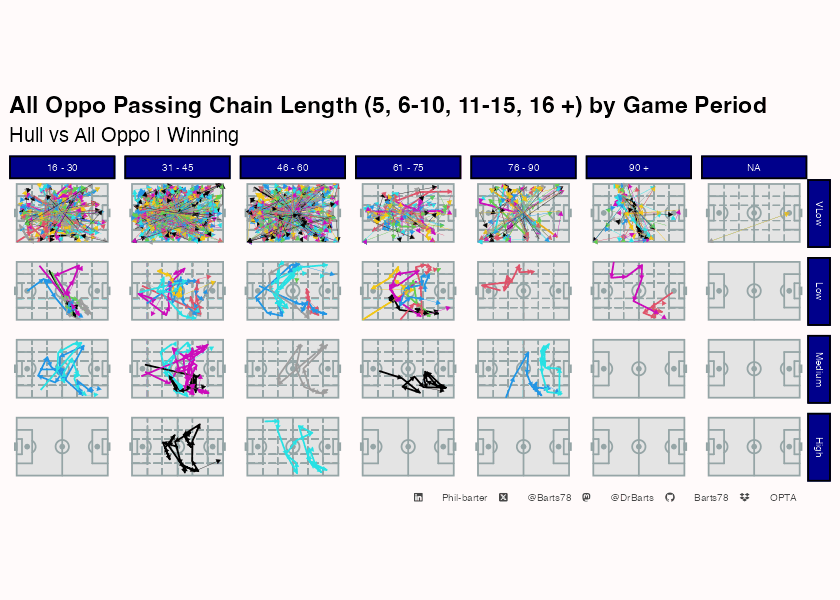 All Oppo Passing Chain Length (5, 6-10, 11-15, 16 +) by Game Period
Hull vs All Oppo I Winning
16 - 30 31 - 45 46 - 60 61 - 75 76 - 90 90 + NA
V Low
Low
Medium
High
Phil-barter @Barts78 @DrBarts Barts78 OPTA